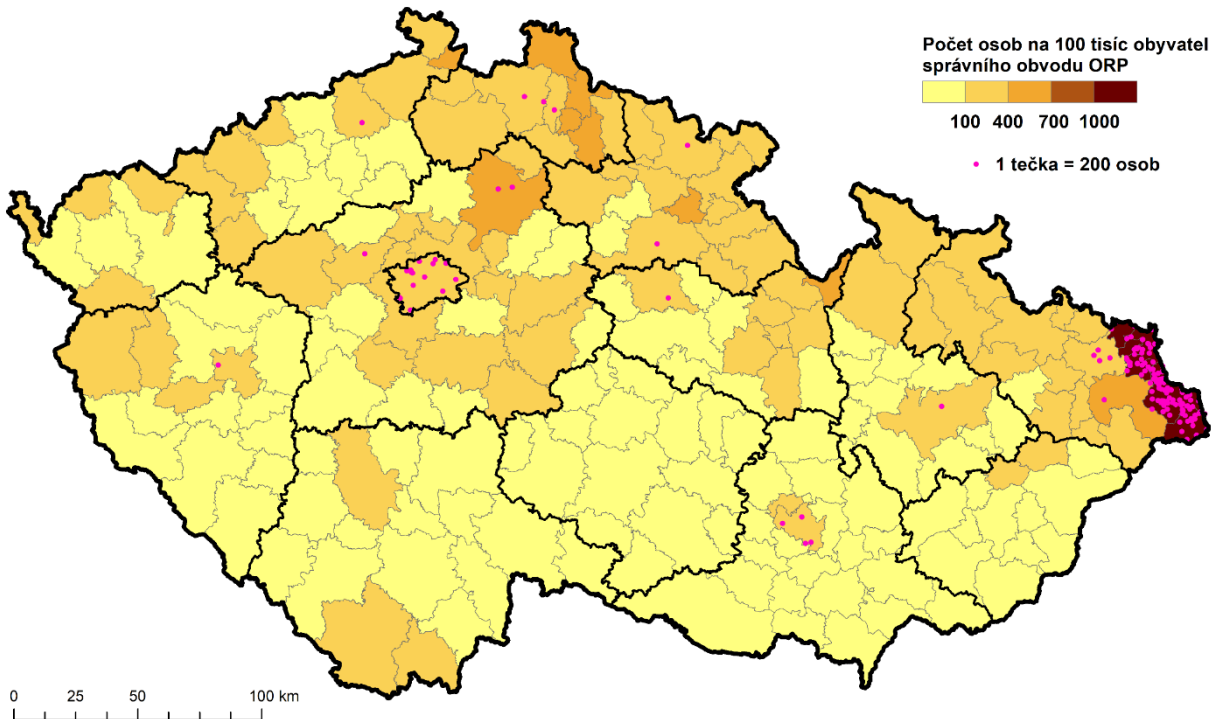 Počet osob na 100 tisíc obyvatel
správního obvodu ORP
100 400 700 1000
1 tečka = 200 osob
0 25 50 100 km